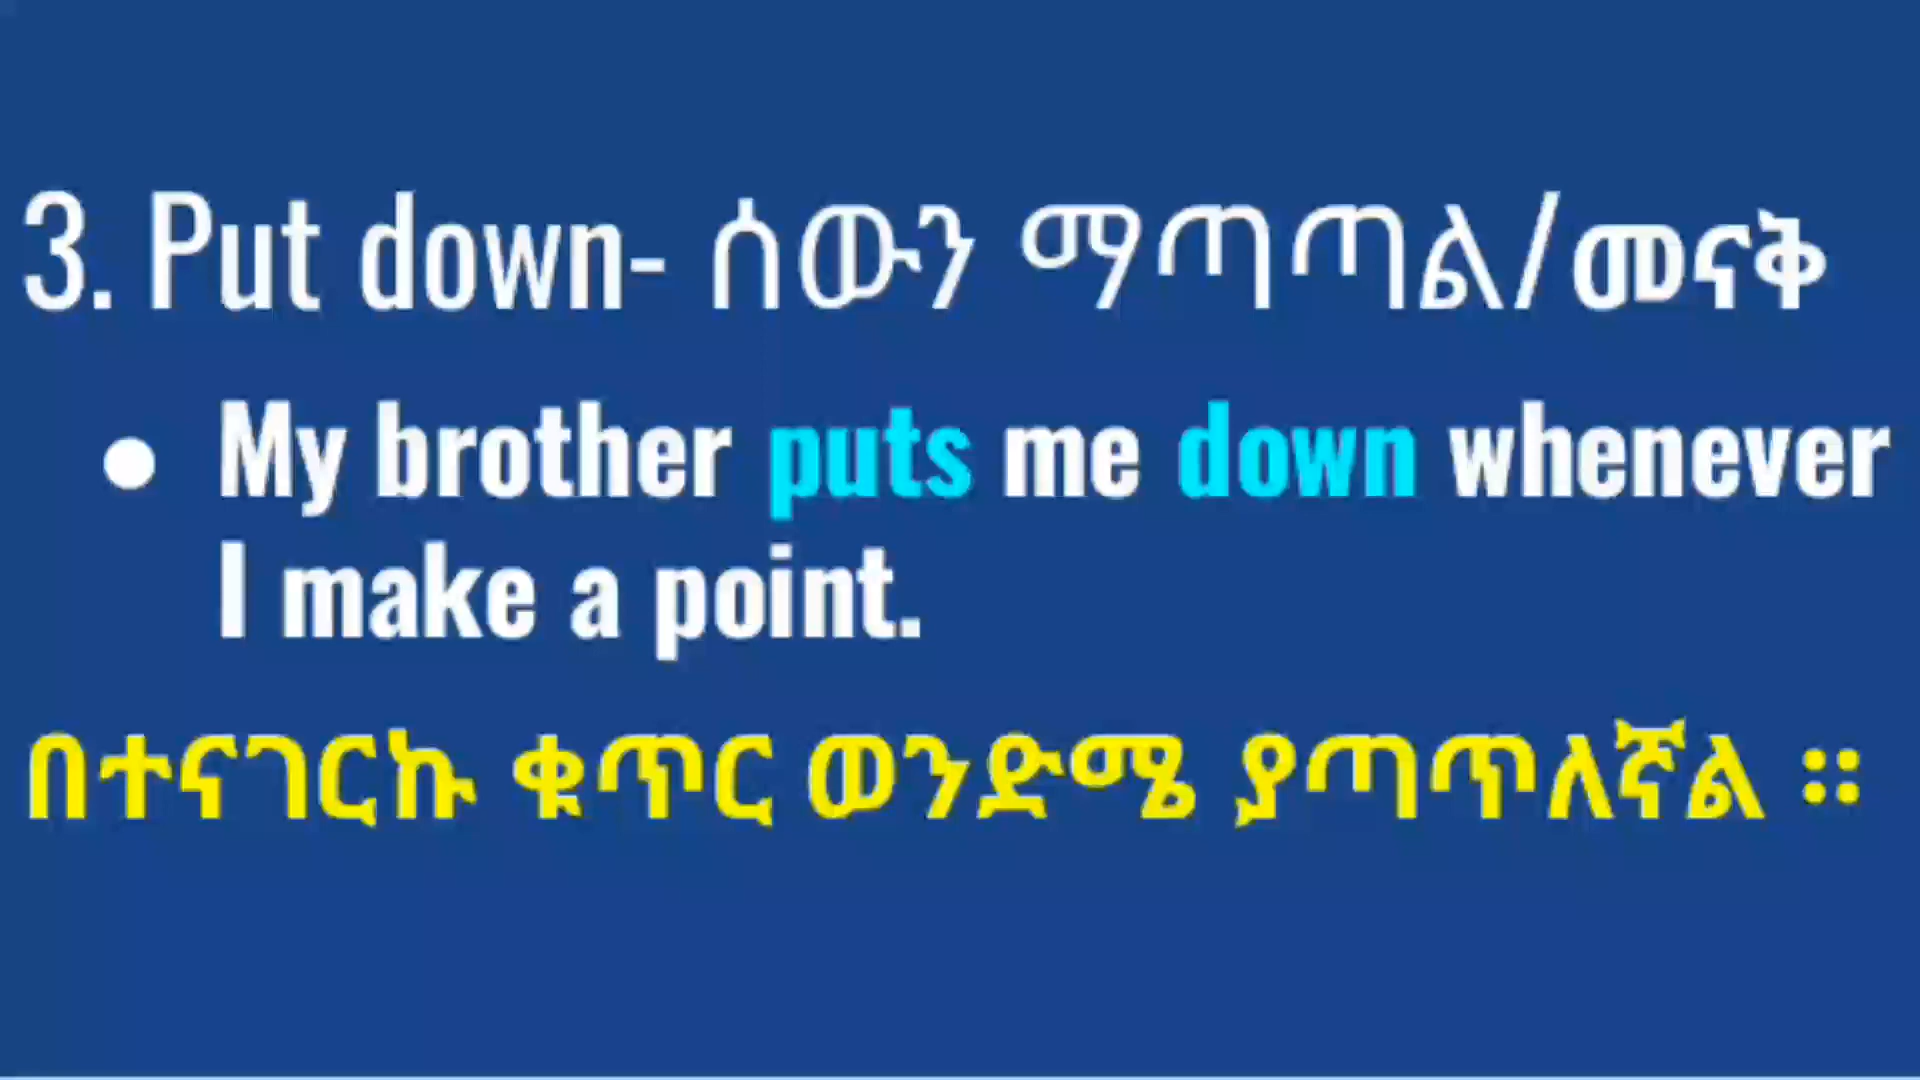 3. Put down- ሰውን ማጣጣል/መናቅ
● My brother puts me down whenever
I make a point.
በተናገርኩ ቁጥር ወንድሜ ያጣጥለኛል ።